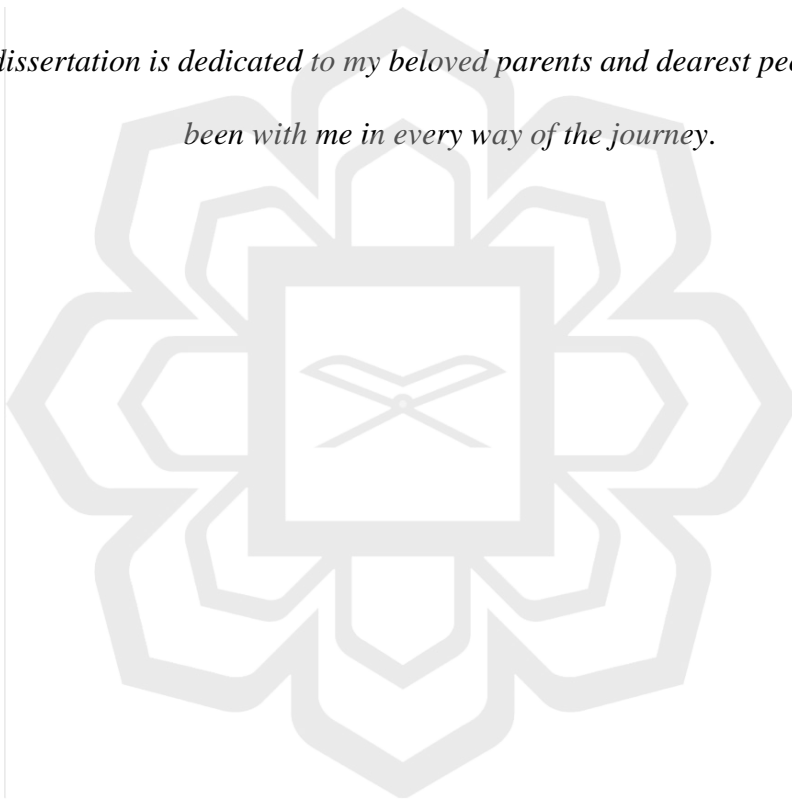 dissertation is dedicated to my beloved parents and dearest
been with me in every way of the journey.